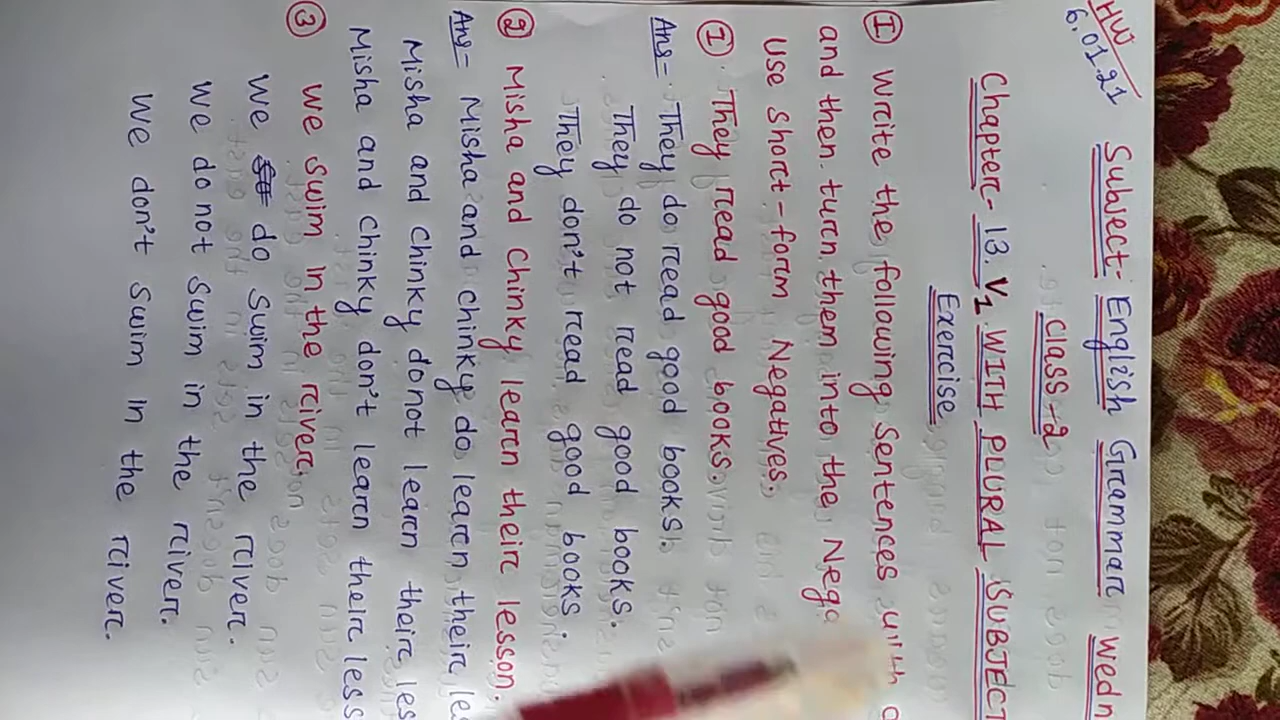 HW
6.01.21
Subject- English Grammar Wedn
Class-2
Chapter- 13. V1 WITH PLURAL SUBJECT
Exercise
① Write the following sentences with
and then turn them into the Nega
Use short-form Negatives.
① They read good books.
Ans= They do read good books.
They do not read good books.
They don't read good books.
② Misha and Chinky learn their lesson.
Ans= Misha and chinky do learn their le
Misha and chinky do not learn their les
Misha and chinky don't learn their less
③ We swim in the river.
We do swim in the river.
We do not swim in the river.
We don't swim in the river.